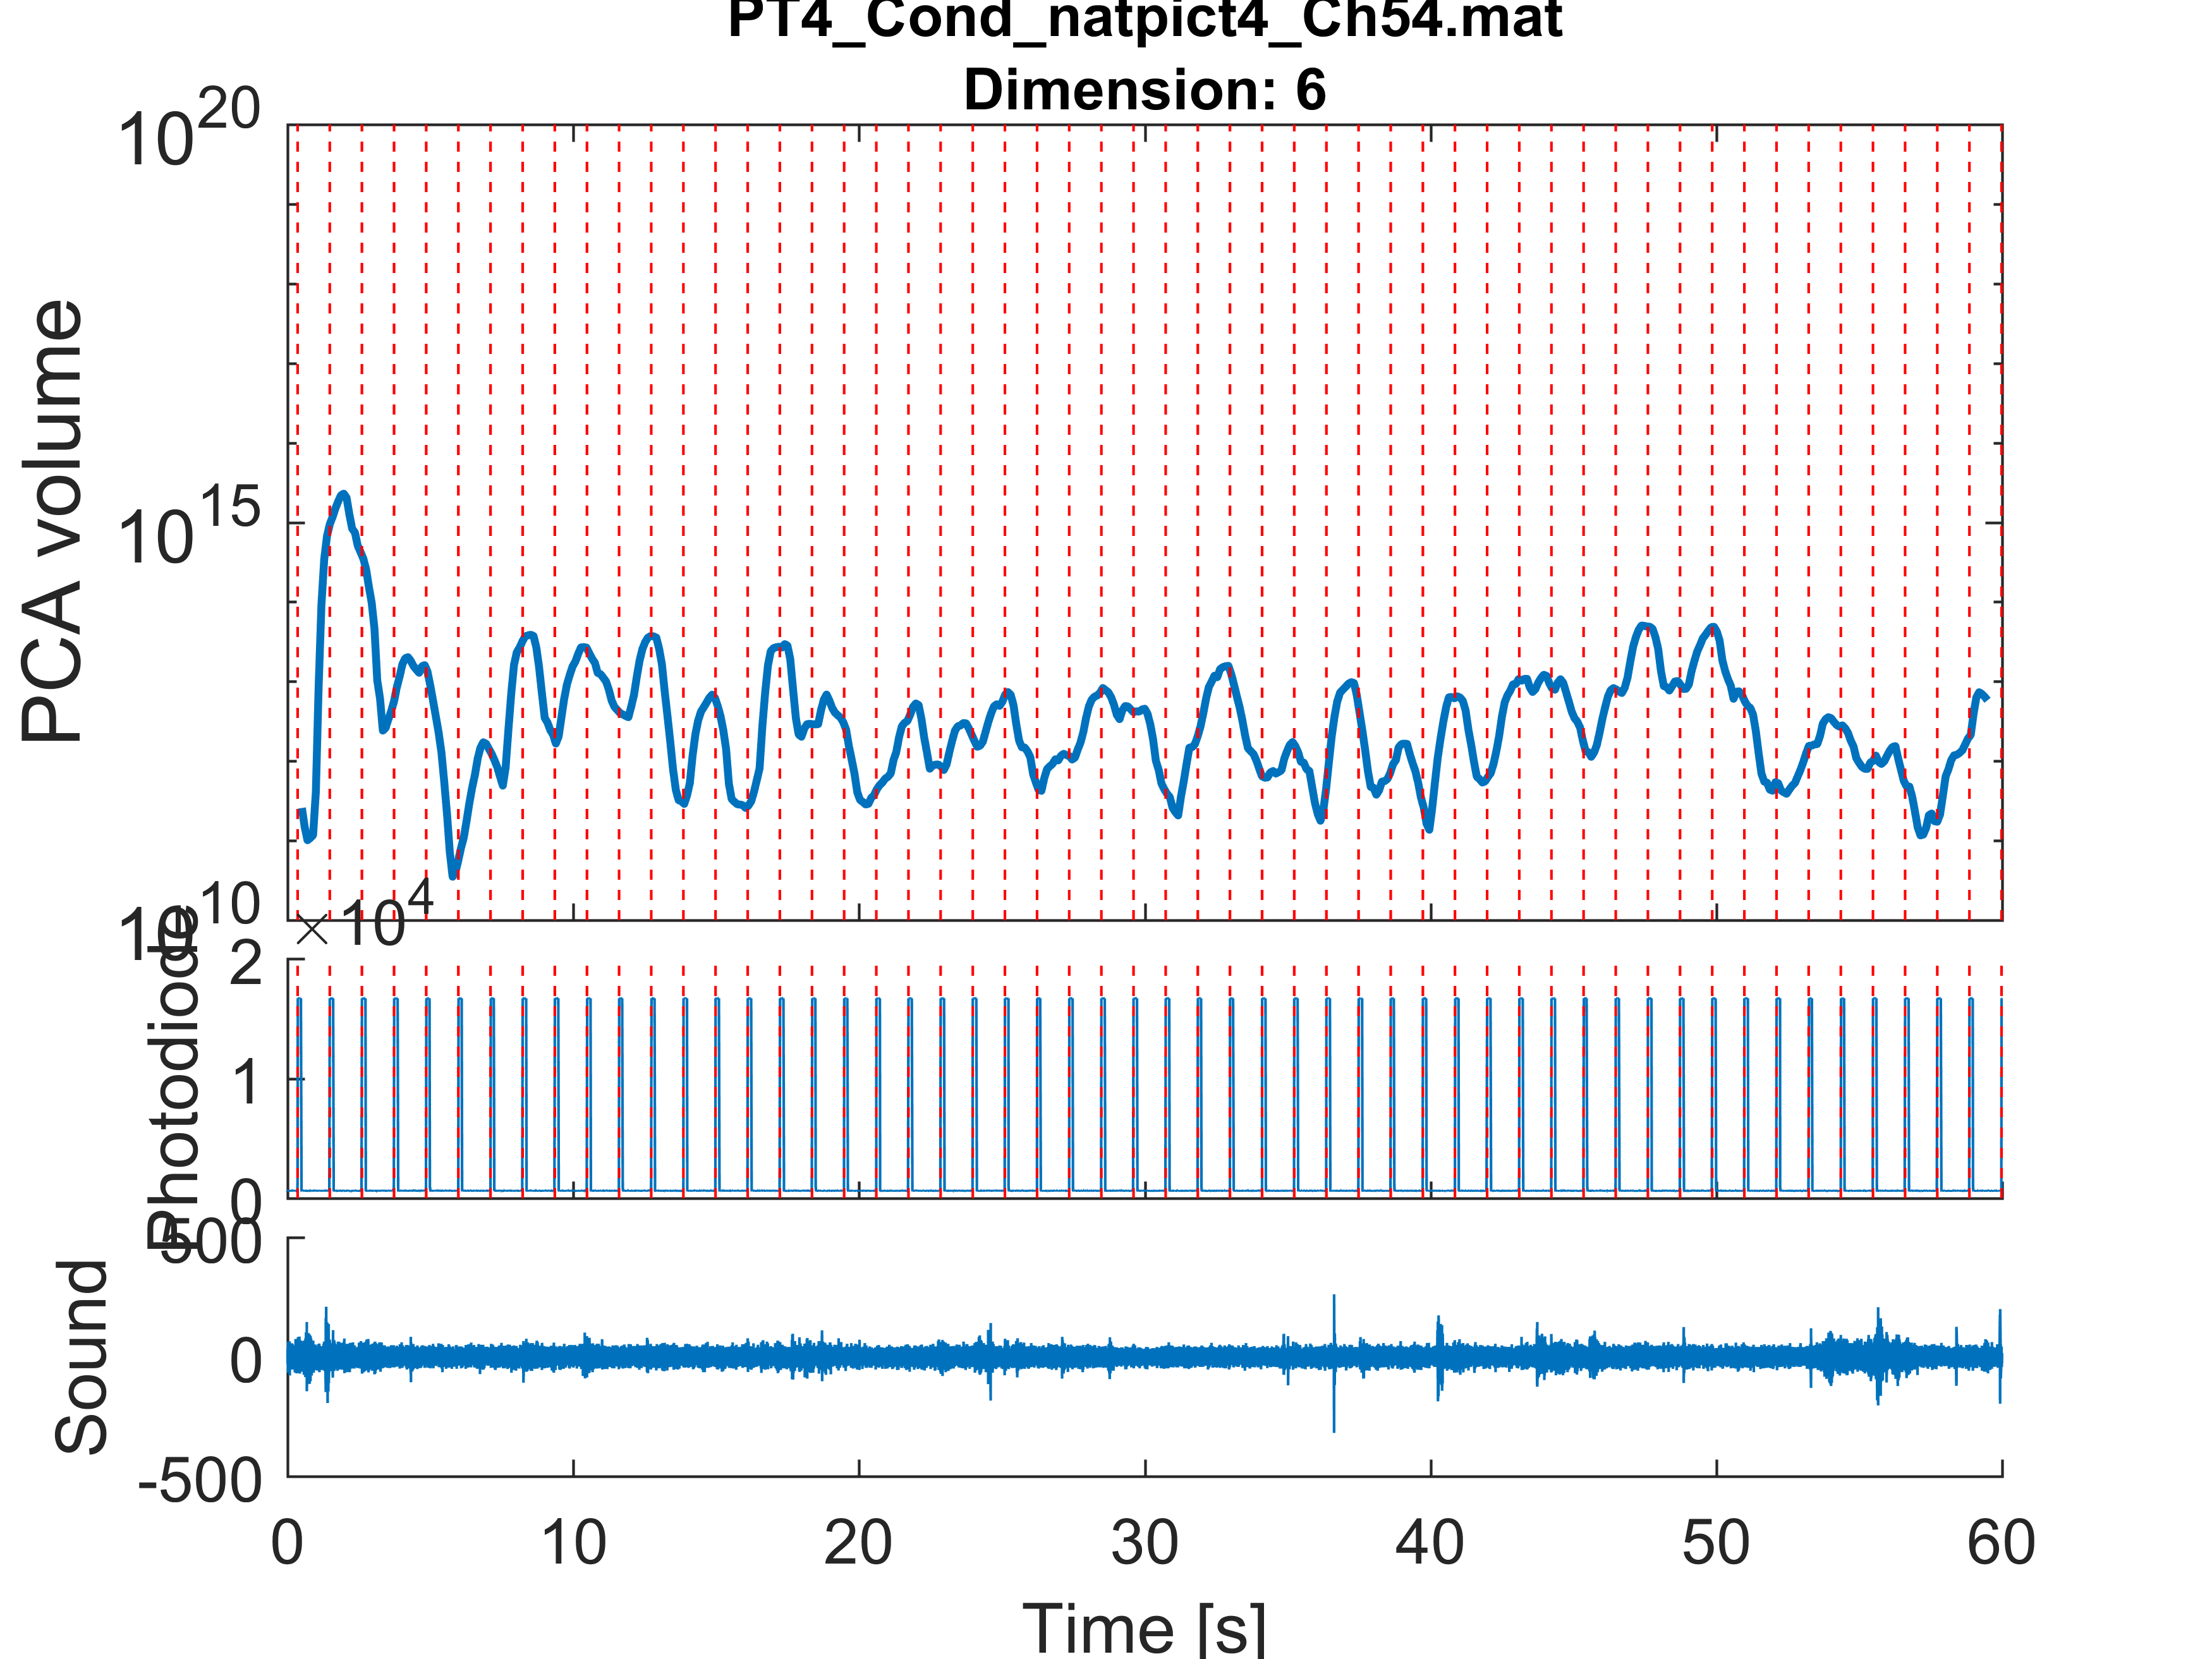 PT4_Cond_natpict4_Ch54.mat
Dimension: 6
PCA volume
10^20
10^15
10^10
×10^4
Photodiode
2
1
0
Sound
500
0
-500
0 10 20 30 40 50 60
Time [s]